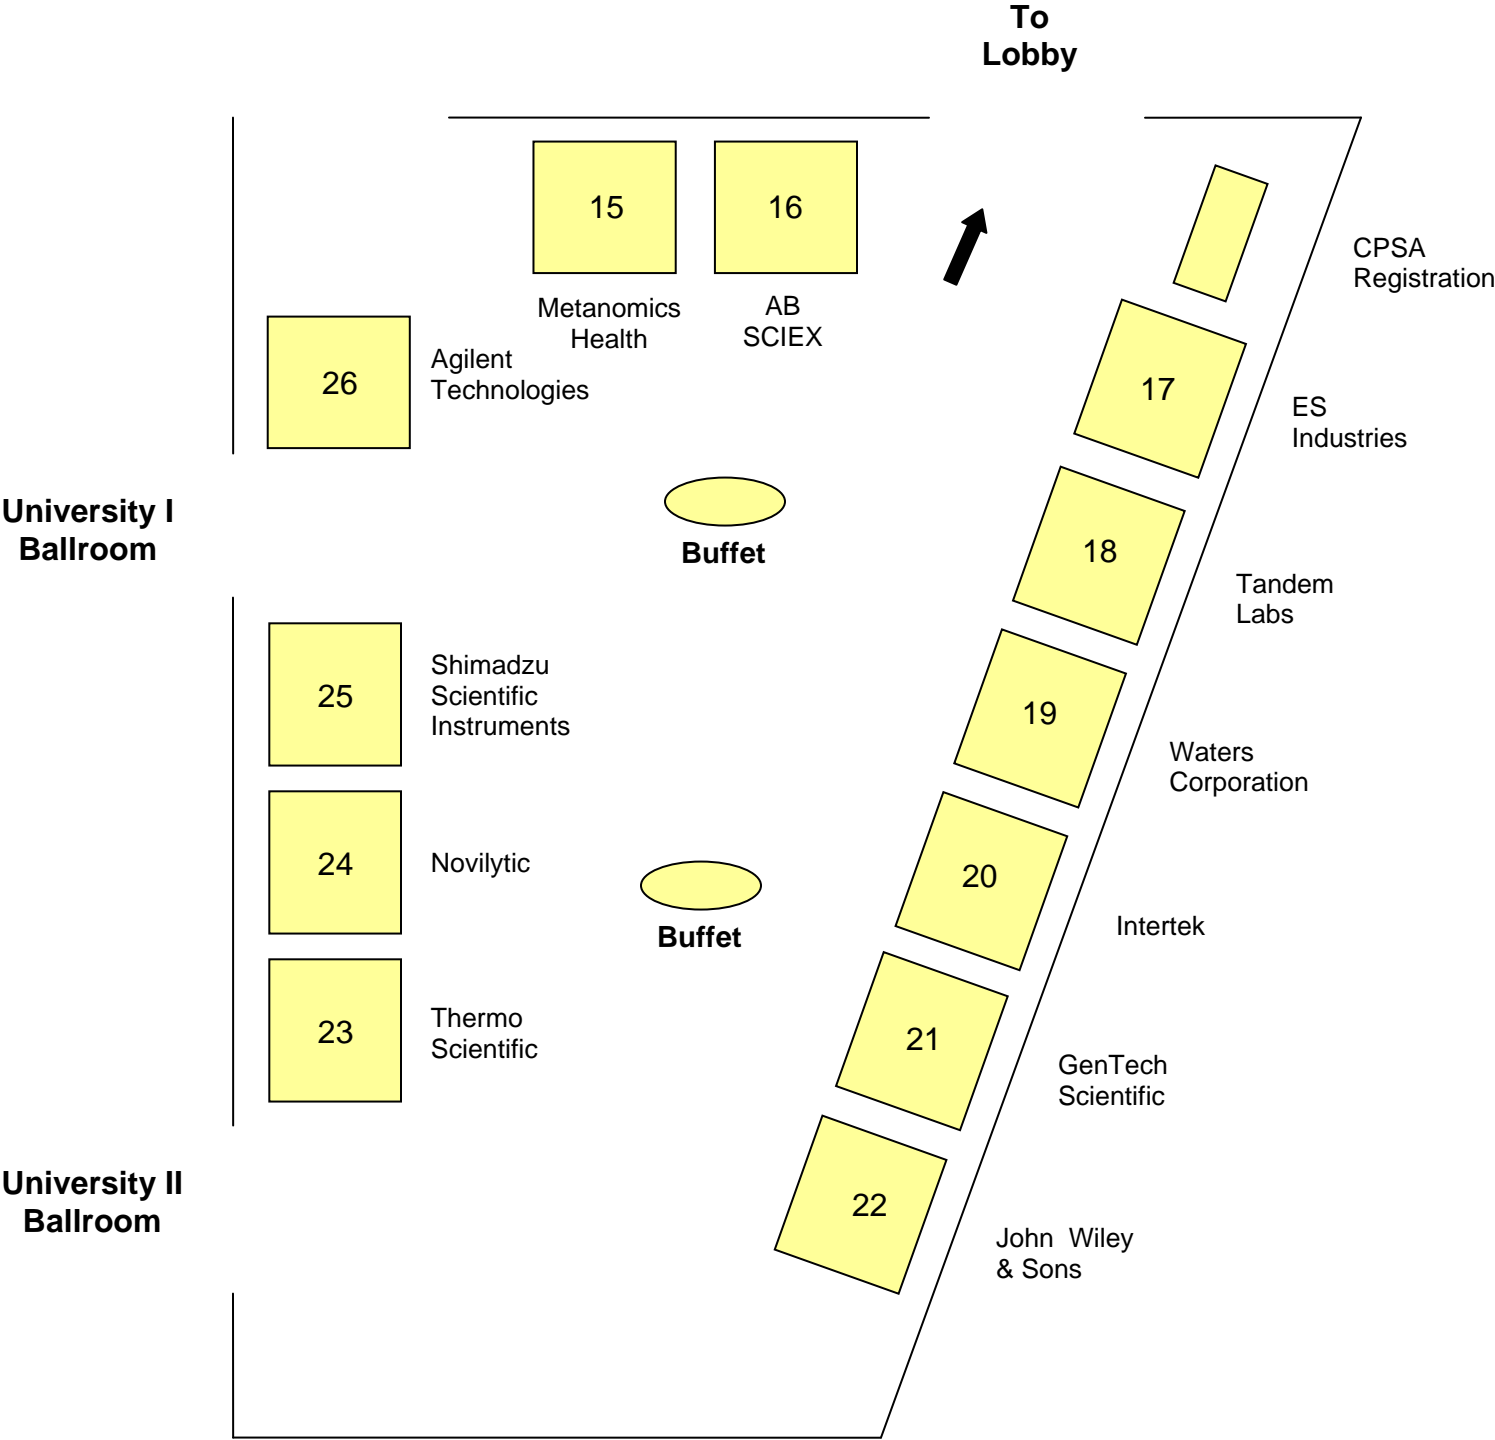 To
Lobby
15
16
CPSA
Registration
Metanomics
Health
AB
SCIEX
26
Agilent
Technologies
17
ES
Industries
University I
Ballroom
Buffet
18
Tandem
Labs
25
Shimadzu
Scientific
Instruments
19
Waters
Corporation
24
Novilytic
Buffet
20
Intertek
23
Thermo
Scientific
21
GenTech
Scientific
University II
Ballroom
22
John  Wiley
& Sons